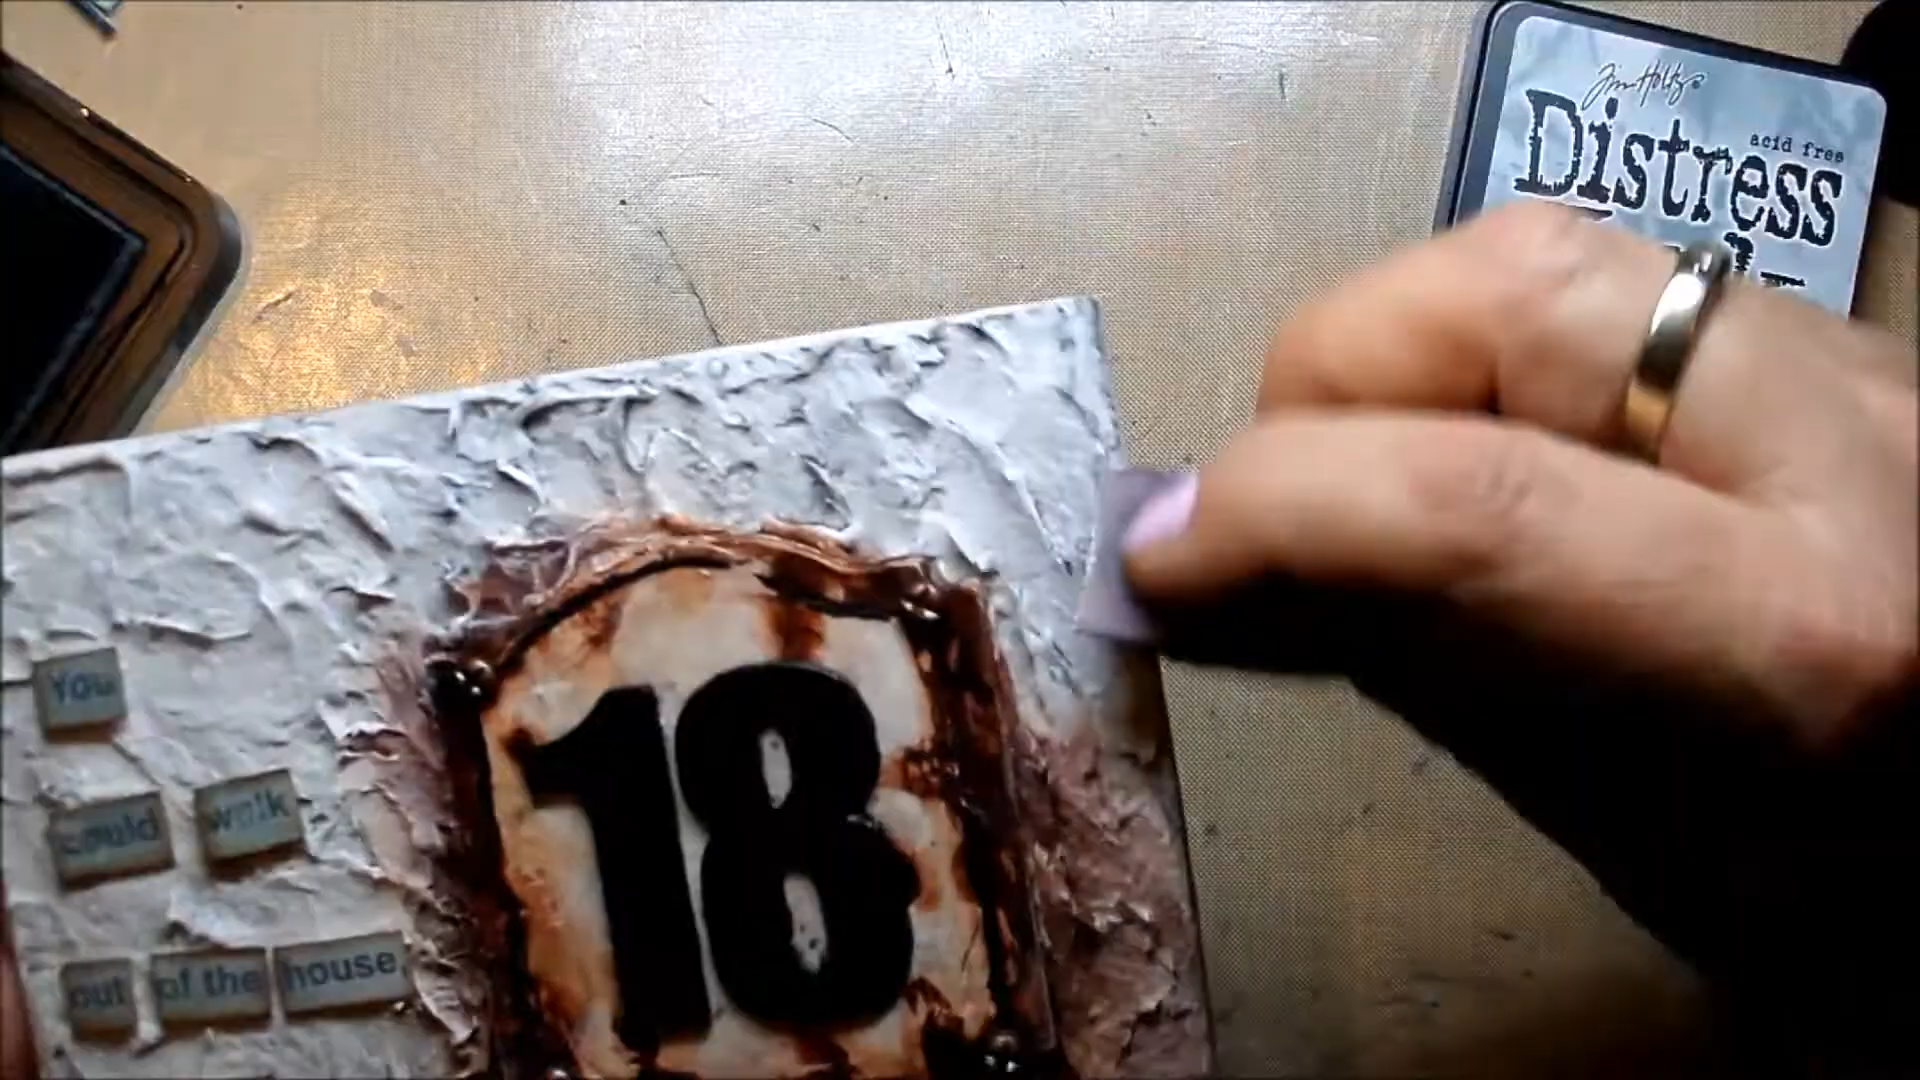 Tim Holtz®
acid free
Distress
18
You
could walk
out of the house,